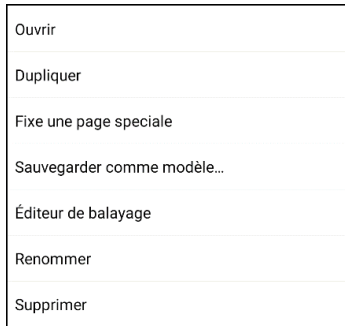 Ouvrir
Dupliquer
Fixe une page speciale
Sauvegarder comme modèle…
Éditeur de balayage
Renommer
Supprimer